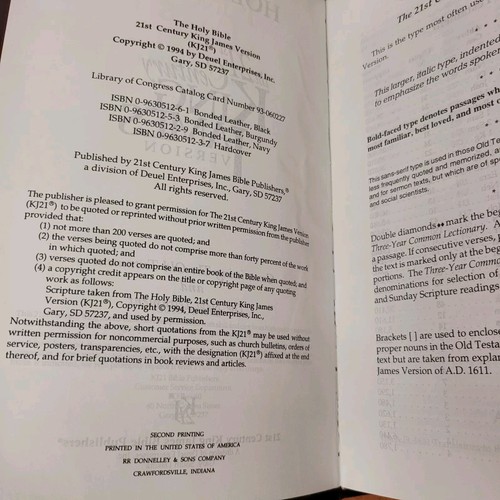 The Holy Bible
21st Century King James Version
(KJ21®)
Copyright © 1994 by Deuel Enterprises, Inc.
Gary, SD 57237
Library of Congress Catalog Card Number 93-060227
ISBN 0-9630512-6-1 Bonded Leather, Black
ISBN 0-9630512-5-3 Bonded Leather, Burgundy
ISBN 0-9630512-2-9 Bonded Leather, Navy
ISBN 0-9630512-3-7 Hardcover
Published by 21st Century King James Bible Publishers,®
a division of Deuel Enterprises, Inc., Gary, SD 57237
All rights reserved.
The publisher is pleased to grant permission for The 21st Century King James Version
(KJ21®) to be quoted or reprinted without prior written permission from the publisher
provided that:
(1) not more than 200 verses are quoted; and
(2) the verses being quoted do not comprise more than forty percent of the work
in which quoted; and
(3) verses quoted do not comprise an entire book of the Bible when quoted; and
(4) a copyright credit appears on the title or copyright page of any quoting
work as follows:
Scripture taken from The Holy Bible, 21st Century King James
Version (KJ21®), Copyright © 1994, Deuel Enterprises, Inc.,
Gary, SD 57237, and used by permission.
Notwithstanding the above, short quotations from the KJ21® may be used without
written permission for noncommercial purposes, such as church bulletins, orders of
service, posters, transparencies, etc., with the designation (KJ21®) affixed at the end
thereof, and for brief quotations in book reviews and articles.
SECOND PRINTING
PRINTED IN THE UNITED STATES OF AMERICA
RR DONNELLEY & SONS COMPANY
CRAWFORDSVILLE, INDIANA
The 21st
This is the type most often use
Version.
This larger, italic type, indented
to emphasize the words spoken
Bold-faced type denotes passages wh
most familiar, best loved, and most
This sans-serif type is used in those Old Te
less frequently quoted and memorized, a
and for sermon texts, but which are of sp
and social scientists.
Double diamonds ♦♦ mark the be
Three-Year Common Lectionary. A
a passage. If consecutive verses,
the text is marked only at the beg
portions. The Three-Year Commo
denominations for selection of
and Sunday Scripture readings
Brackets [ ] are used to enclose
proper nouns in the Old Testa
text but are taken from explan
James Version of A.D. 1611.